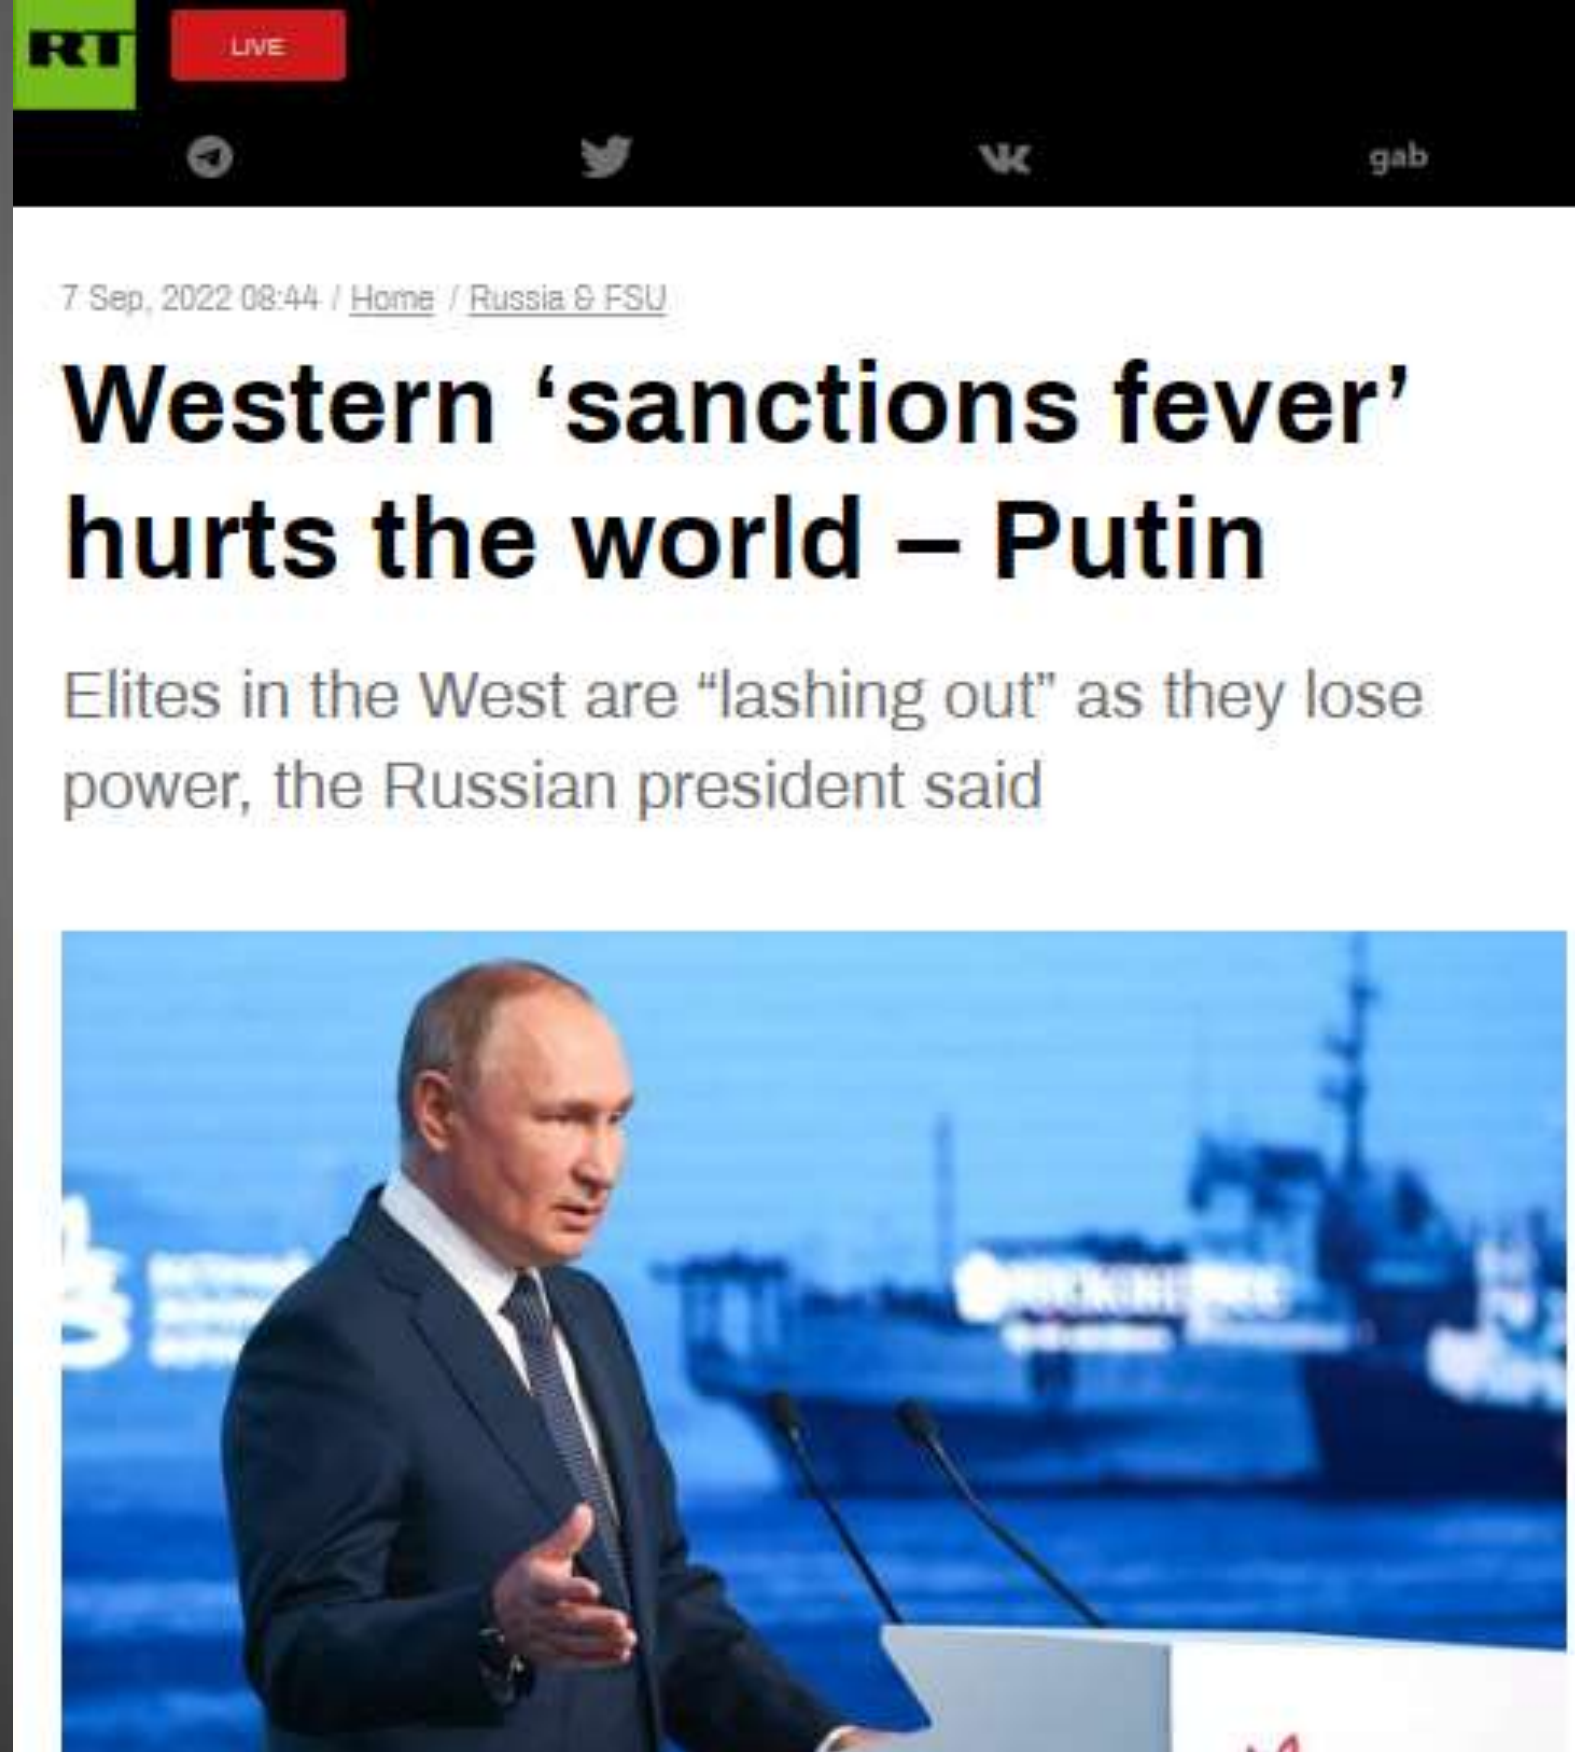 RT
LIVE
gab
7 Sep, 2022 08:44 / Home / Russia & FSU
Western ‘sanctions fever’
hurts the world – Putin
Elites in the West are “lashing out” as they lose
power, the Russian president said